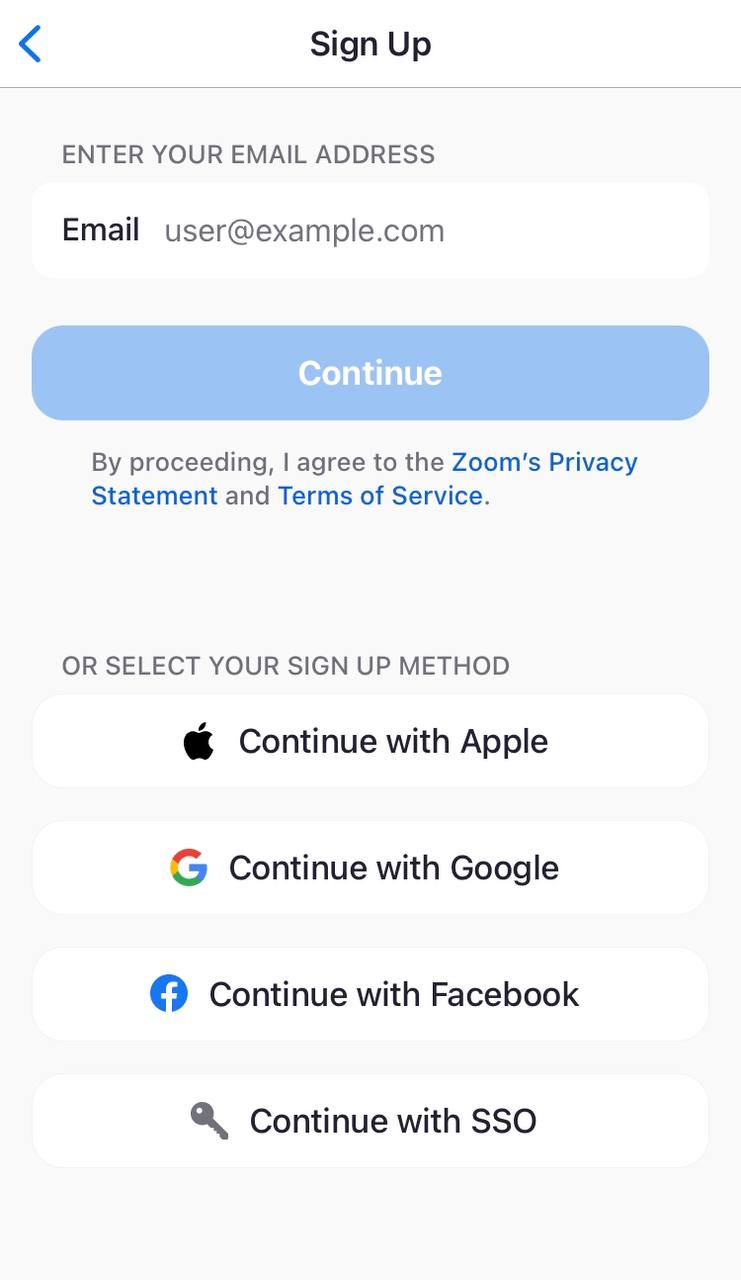 Sign Up
ENTER YOUR EMAIL ADDRESS
Email user@example.com
Continue
By proceeding, I agree to the Zoom’s Privacy
Statement and Terms of Service.
OR SELECT YOUR SIGN UP METHOD
Continue with Apple
Continue with Google
Continue with Facebook
Continue with SSO